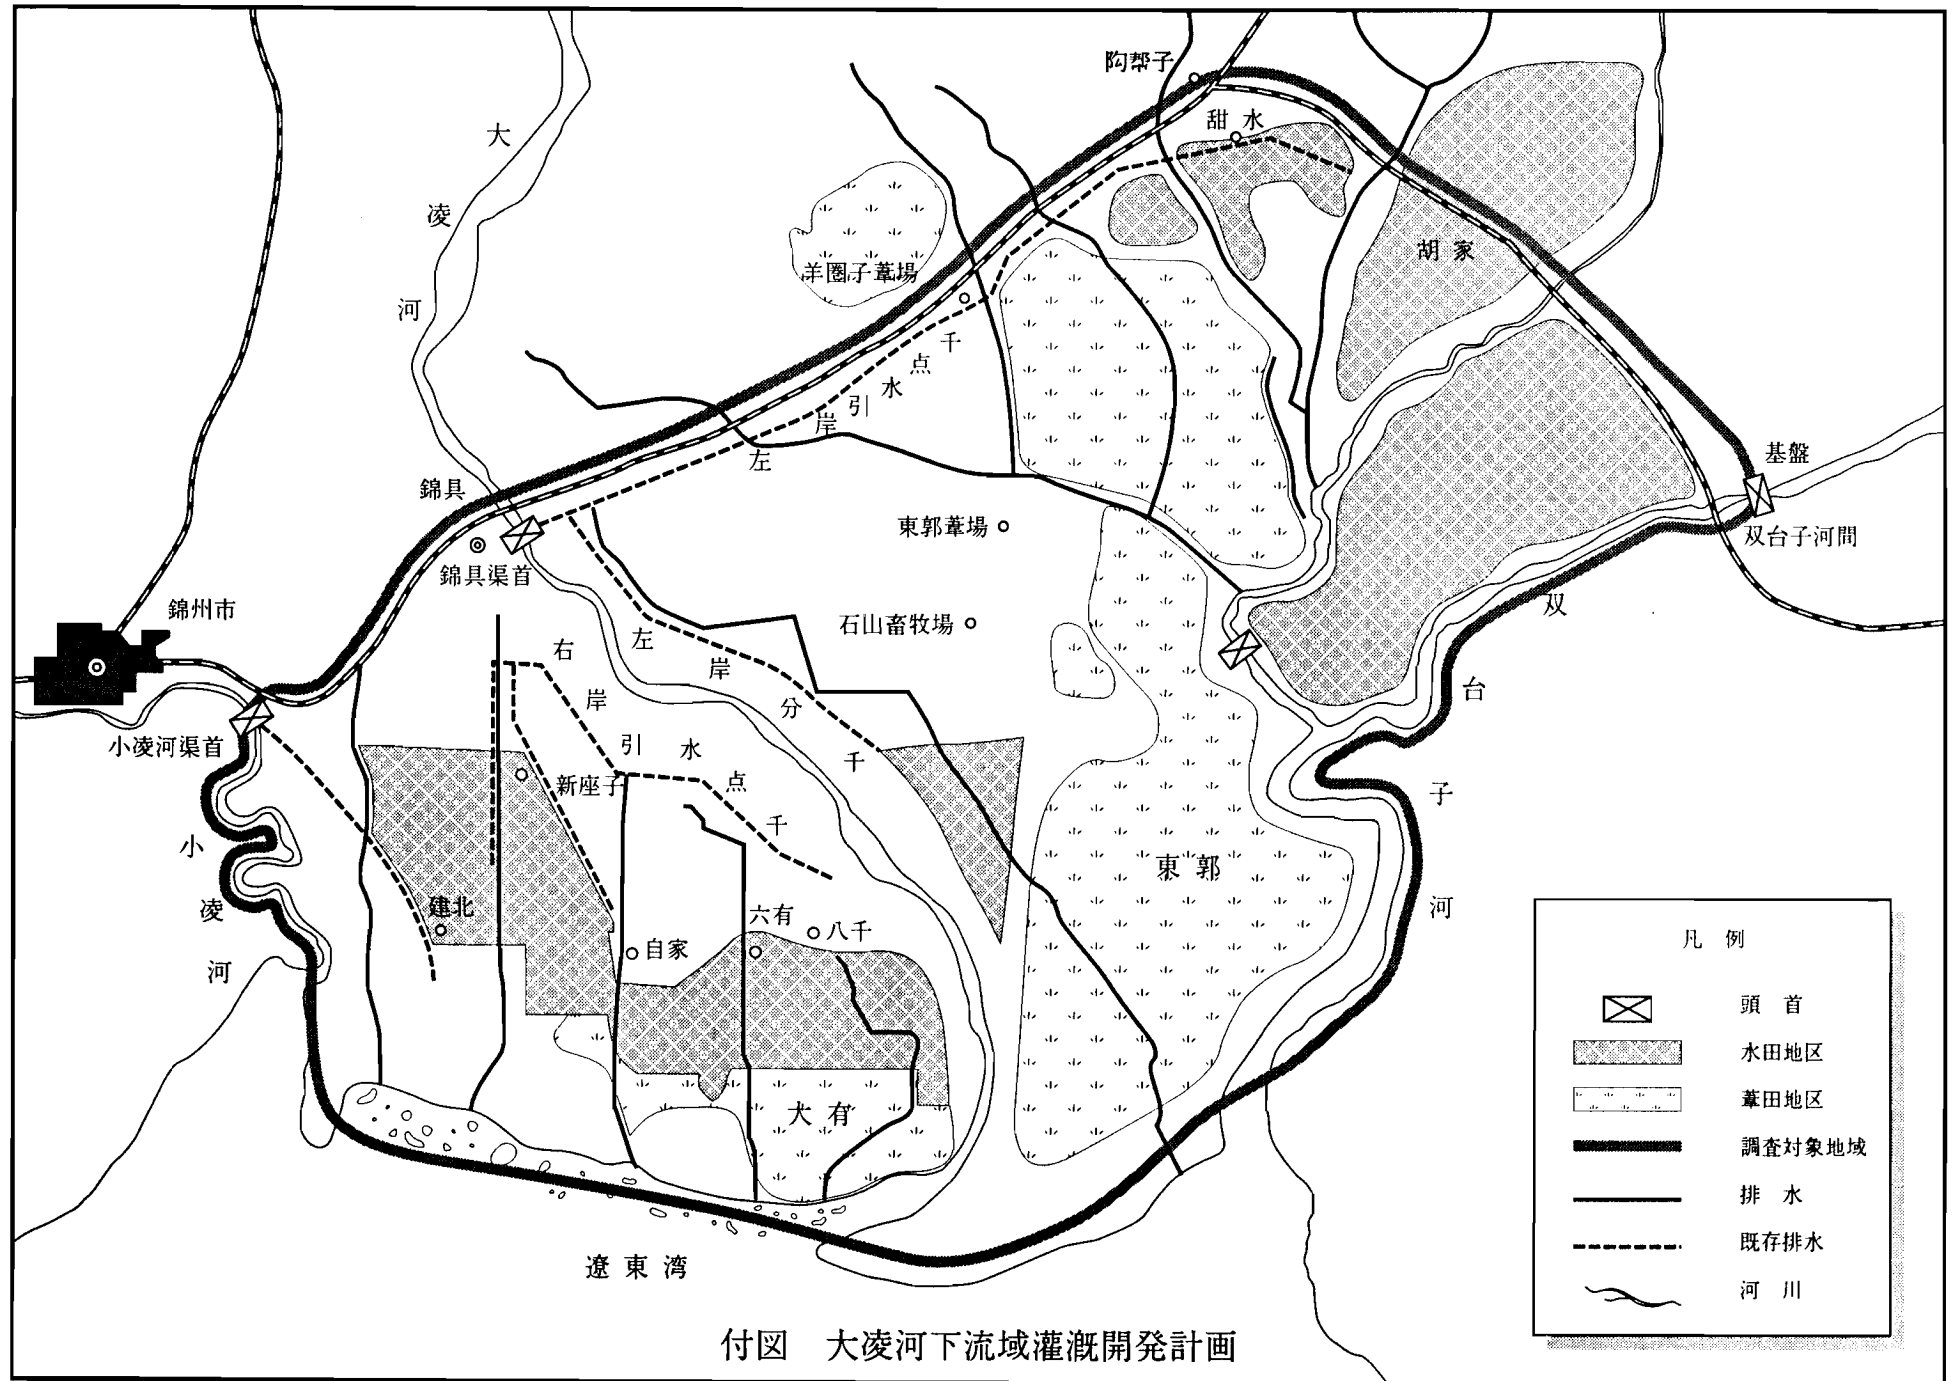 陶幇子
甜水
大凌河
羊圏子葦場
胡家
左岸引水点千
錦具
基盤
東郭葦場
双台子河間
錦具渠首
錦州市
石山畜牧場
双台子河
左岸分千
右岸引水点千
小凌河渠首
新座子
小凌河
東郭
建北
六有
八千
自家
大有
遼東湾
凡例
頭首
水田地区
葦田地区
調査対象地域
排水
既存排水
河川
付図 大凌河下流域灌漑開発計画